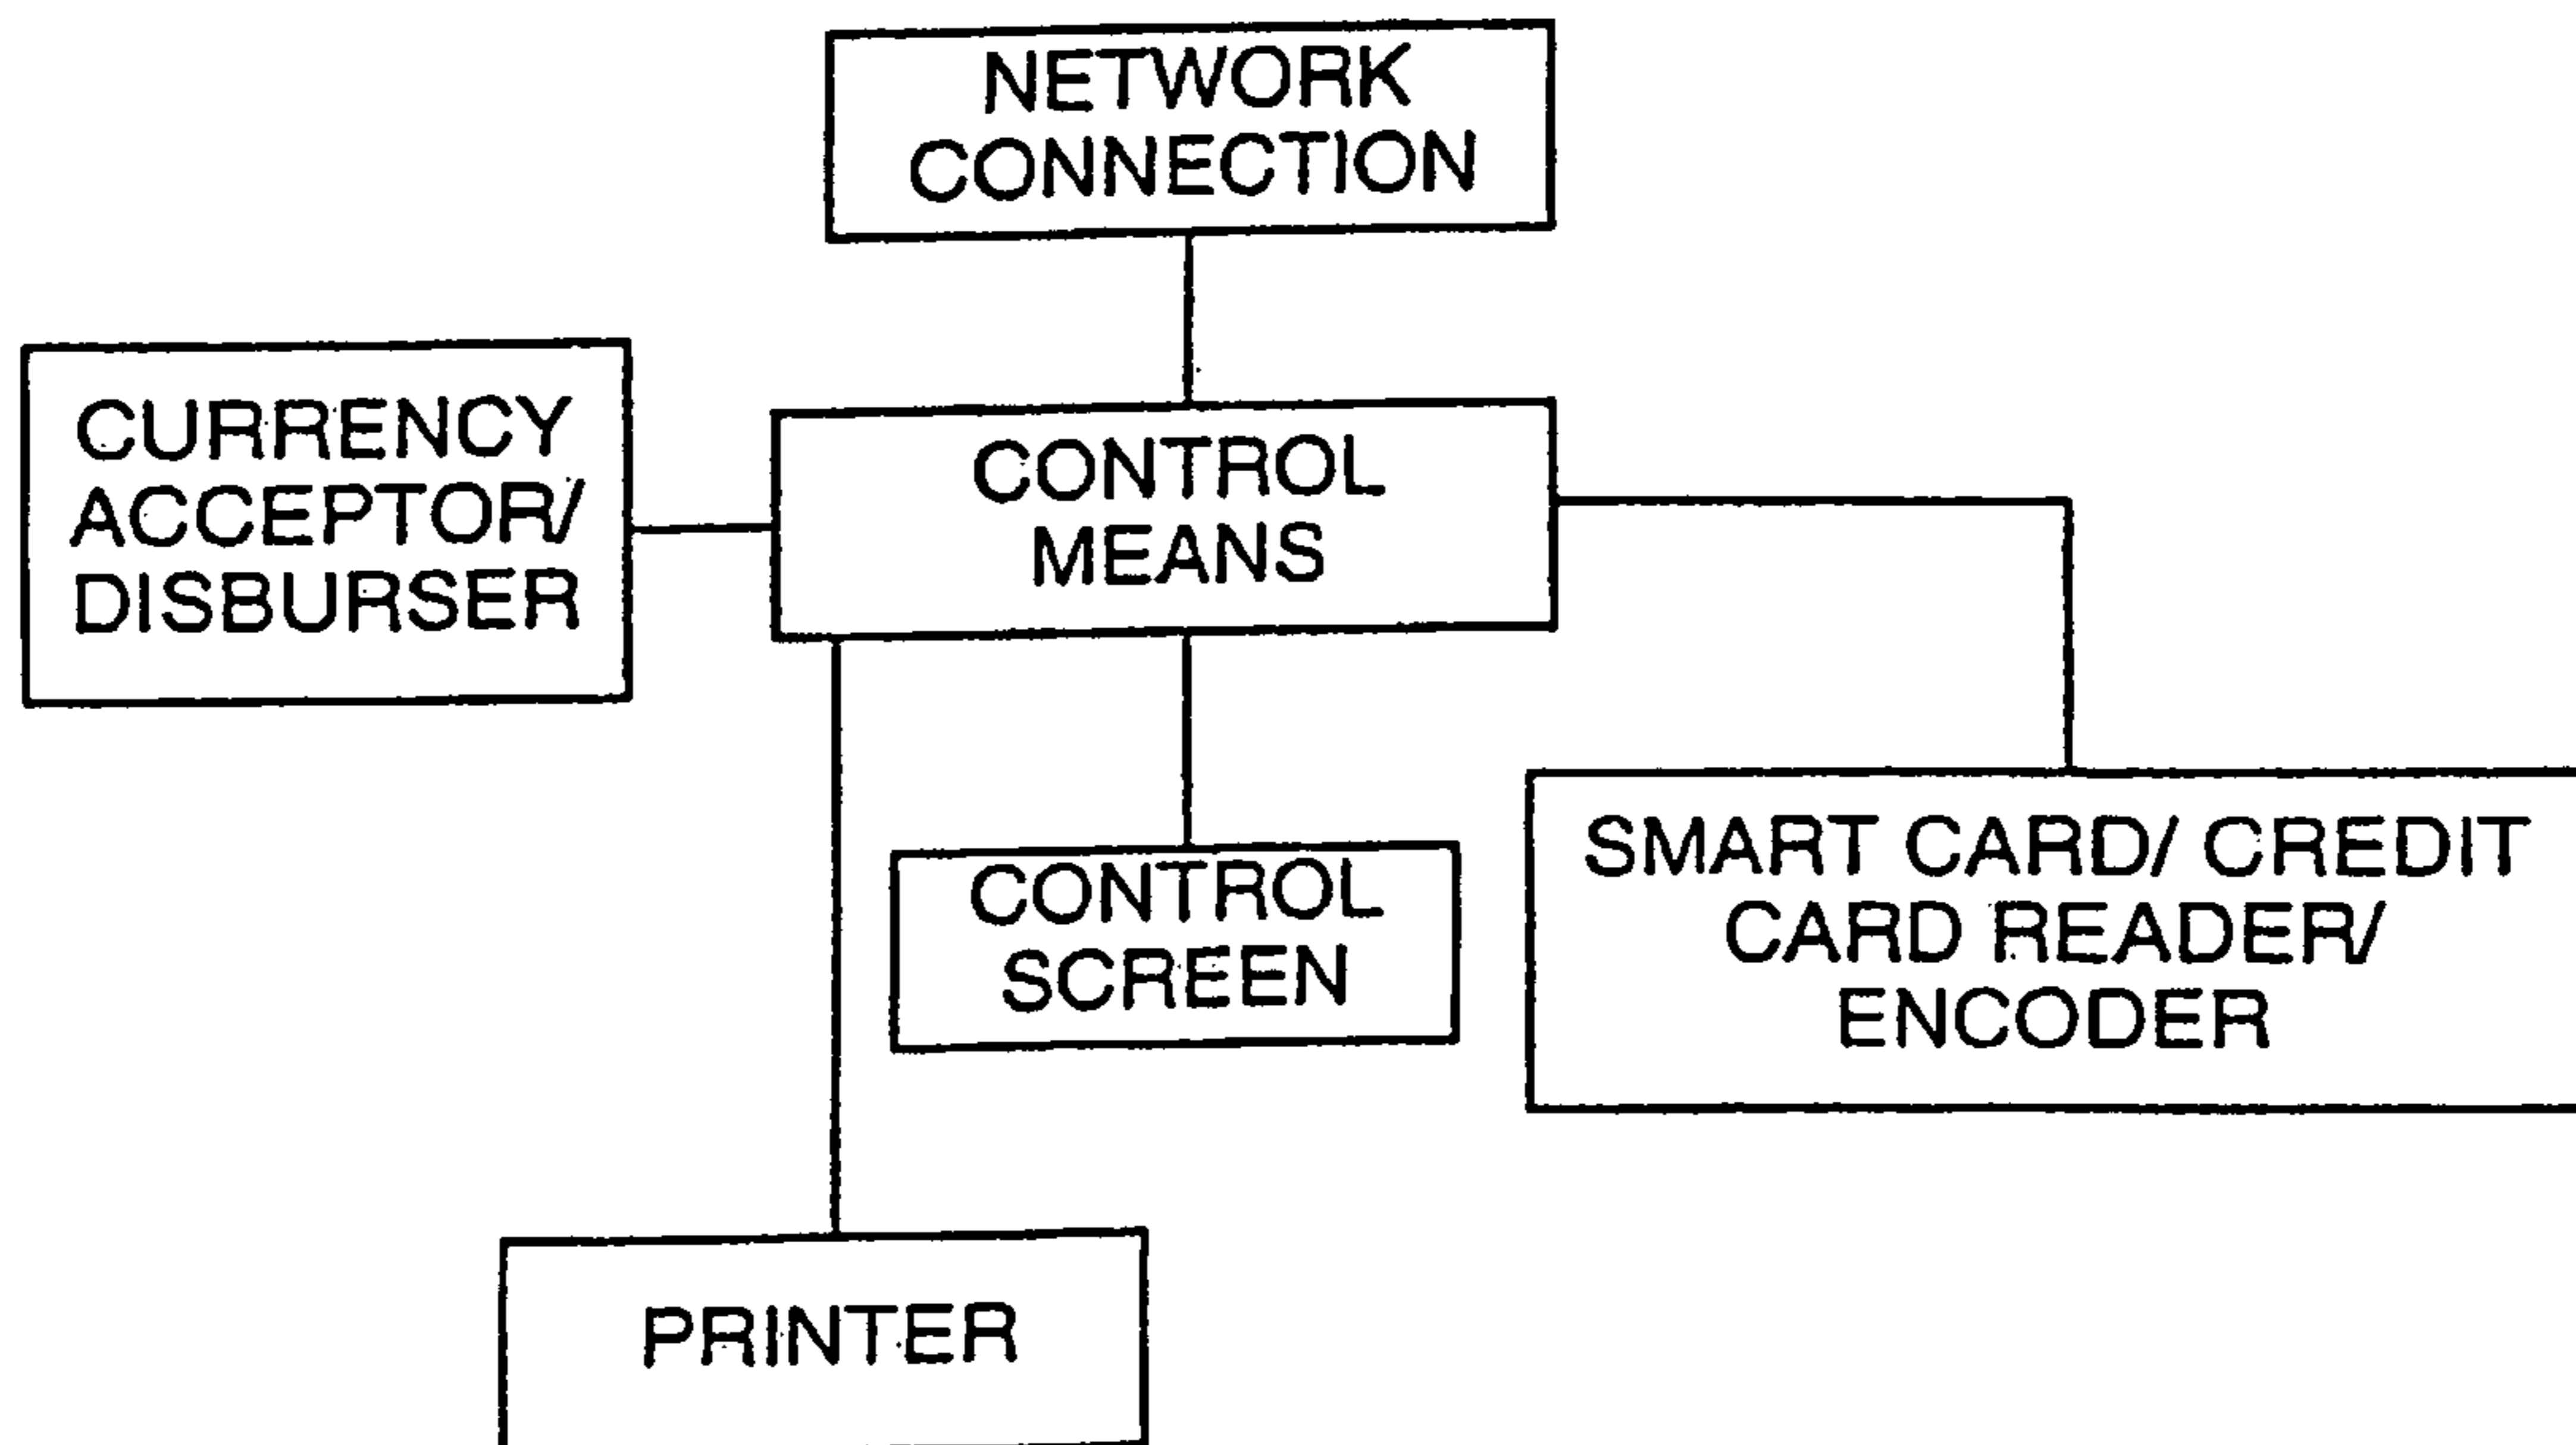 NETWORK
CONNECTION
CURRENCY
ACCEPTOR/
DISBURSER
CONTROL
MEANS
CONTROL
SCREEN
SMART CARD/ CREDIT
CARD READER/
ENCODER
PRINTER